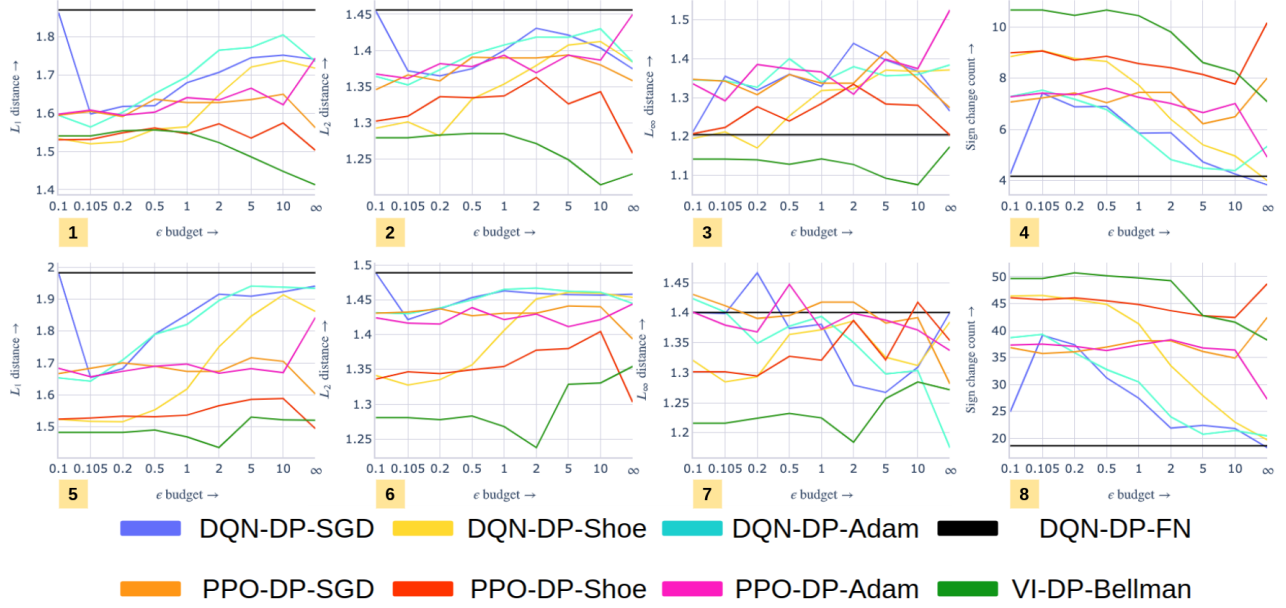 L₁ distance →
1.8
1.7
1.6
1.5
1.4
0.1 0.105 0.2 0.5 1 2 5 10 ∞
1
ϵ budget →
L₂ distance →
1.45
1.4
1.35
1.3
1.25
0.1 0.105 0.2 0.5 1 2 5 10 ∞
2
ϵ budget →
L∞ distance →
1.5
1.4
1.3
1.2
1.1
0.1 0.105 0.2 0.5 1 2 5 10 ∞
3
ϵ budget →
Sign change count →
10
8
6
4
0.1 0.105 0.2 0.5 1 2 5 10 ∞
4
ϵ budget →
L₁ distance →
2
1.9
1.8
1.7
1.6
1.5
0.1 0.105 0.2 0.5 1 2 5 10 ∞
5
ϵ budget →
L₂ distance →
1.5
1.45
1.4
1.35
1.3
1.25
0.1 0.105 0.2 0.5 1 2 5 10 ∞
6
ϵ budget →
L∞ distance →
1.45
1.4
1.35
1.3
1.25
1.2
0.1 0.105 0.2 0.5 1 2 5 10 ∞
7
ϵ budget →
Sign change count →
50
45
40
35
30
25
20
0.1 0.105 0.2 0.5 1 2 5 10 ∞
8
ϵ budget →
DQN-DP-SGD DQN-DP-Shoe DQN-DP-Adam DQN-DP-FN
PPO-DP-SGD PPO-DP-Shoe PPO-DP-Adam VI-DP-Bellman